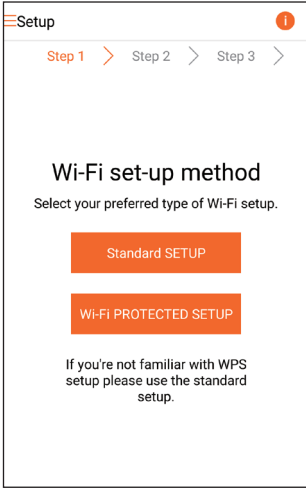 Setup
i
Step 1 Step 2 Step 3
Wi-Fi set-up method
Select your preferred type of Wi-Fi setup.
Standard SETUP
Wi-Fi PROTECTED SETUP
If you're not familiar with WPS
setup please use the standard
setup.